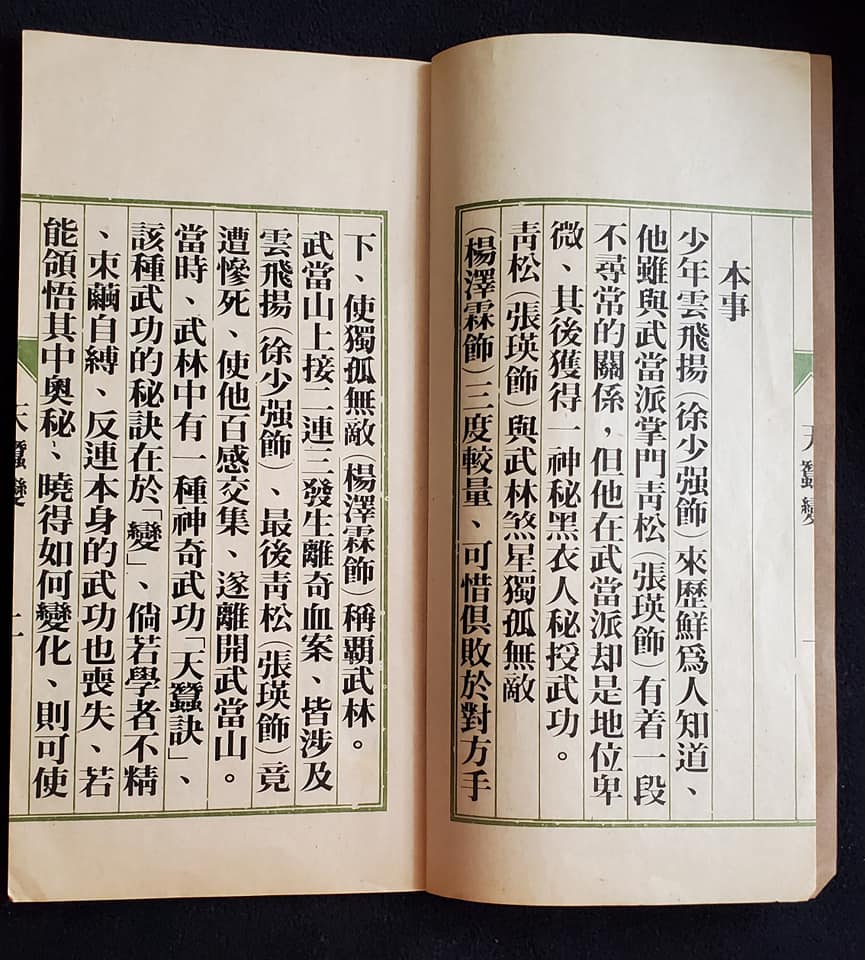 本事
少年雲飛揚(徐少强飾)來歷鮮爲人知道、
他雖與武當派掌門靑松(張瑛飾)有着一段
不尋常的關係，但他在武當派却是地位卑
微、其後獲得一神秘黑衣人秘授武功。
靑松(張瑛飾)與武林煞星獨孤無敵
(楊澤霖飾)三度較量、可惜俱敗於對方手
天蠶變
一
下、使獨孤無敵(楊澤霖飾)稱覇武林。
武當山上接二連三發生離奇血案、皆涉及
雲飛揚(徐少强飾)、最後靑松(張瑛飾)竟
遭慘死、使他百感交集、遂離開武當山。
當時、武林中有一種神奇武功「天蠶訣」、
該種武功的秘訣在於「變」、倘若學者不精
、束繭自縛、反連本身的武功也喪失、若
能領悟其中奧秘、曉得如何變化、則可使
天蠶變
二